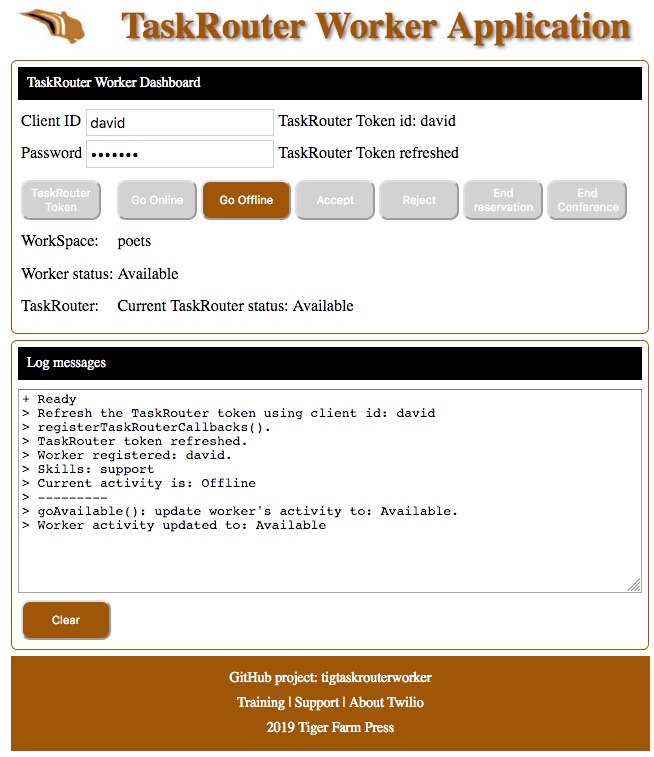 TaskRouter Worker Application
TaskRouter Worker Dashboard
Client ID david TaskRouter Token id: david
Password ••••••• TaskRouter Token refreshed
TaskRouter Token Go Online Go Offline Accept Reject End reservation End Conference
WorkSpace: poets
Worker status: Available
TaskRouter: Current TaskRouter status: Available
Log messages
+ Ready
> Refresh the TaskRouter token using client id: david
> registerTaskRouterCallbacks().
> TaskRouter token refreshed.
> Worker registered: david.
> Skills: support
> Current activity is: Offline
> ---------
> goAvailable(): update worker's activity to: Available.
> Worker activity updated to: Available
Clear
GitHub project: tigtaskrouterworker
Training | Support | About Twilio
2019 Tiger Farm Press